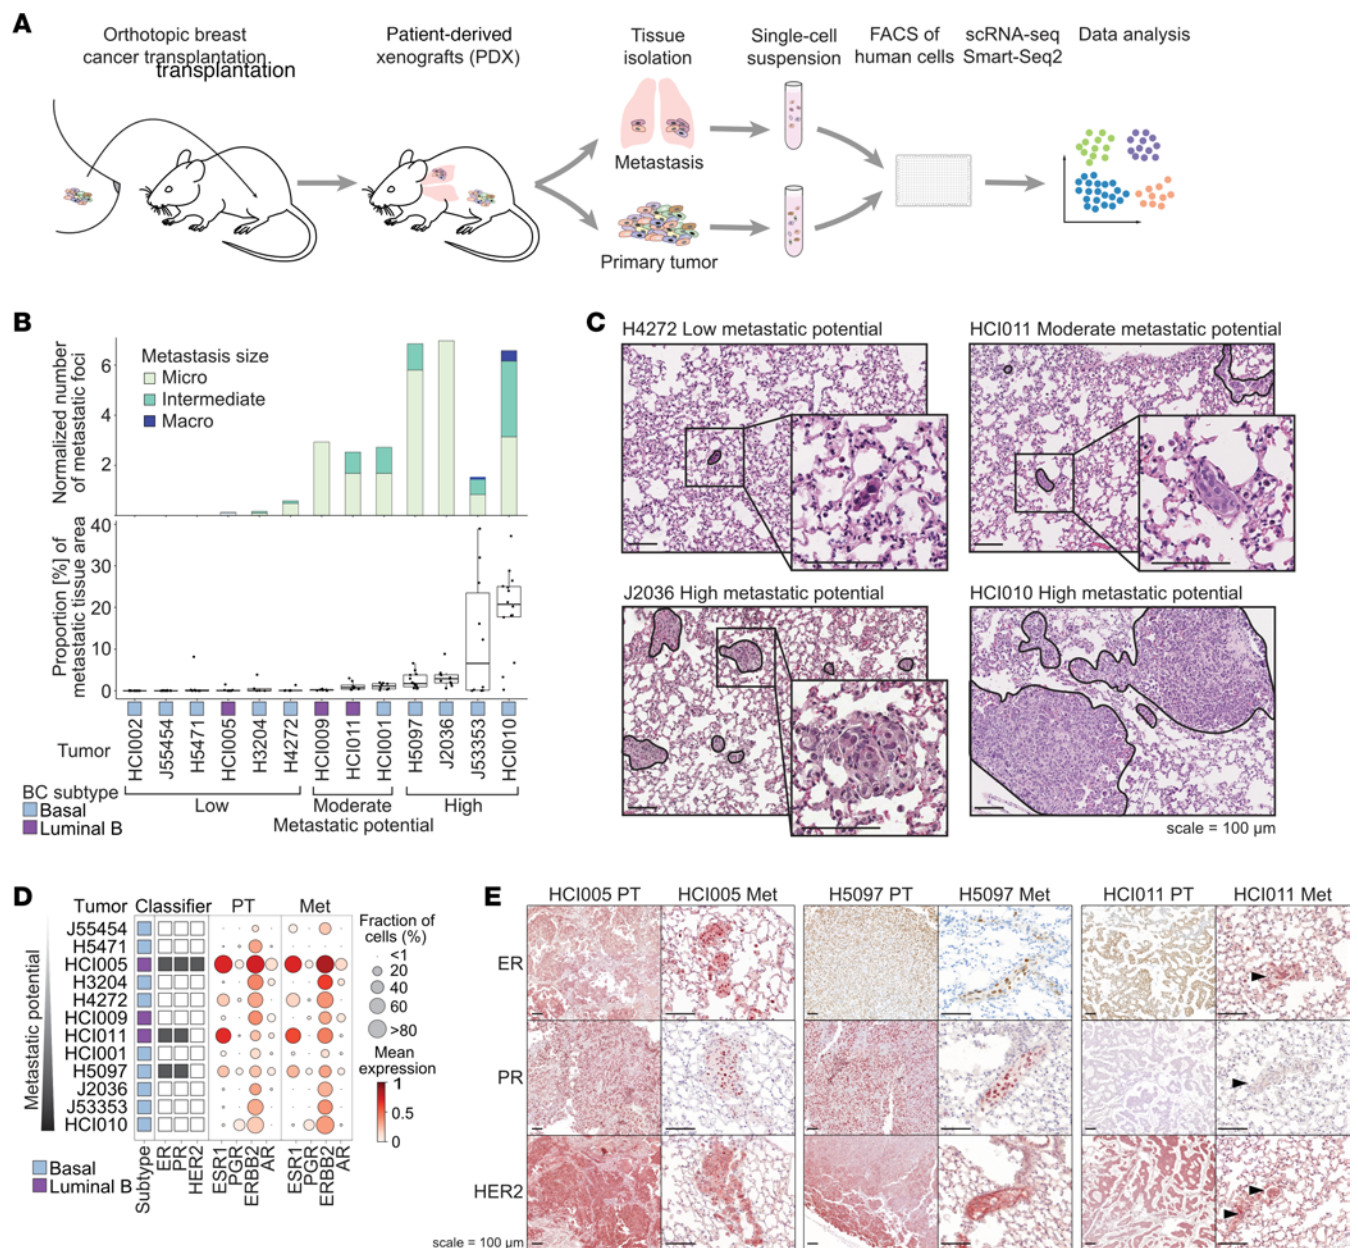 A
Orthotopic breast
cancer transplantation
transplantation
Patient-derived
xenografts (PDX)
Tissue
isolation
Single-cell
suspension
FACS of
human cells
scRNA-seq
Smart-Seq2
Data analysis
Metastasis
Primary tumor
B
Normalized number
of metastatic foci
6
4
2
Metastasis size
Micro
Intermediate
Macro
Proportion [%] of
metastatic tissue area
40
30
20
10
0
Tumor
HCI002
J55454
H5471
HCI005
H3204
H4272
HCI009
HCI011
HCI001
H5097
J2036
J53353
HCI010
BC subtype
Basal
Luminal B
Low
Moderate
High
Metastatic potential
C
H4272 Low metastatic potential
HCI011 Moderate metastatic potential
J2036 High metastatic potential
HCI010 High metastatic potential
scale = 100 µm
D
Tumor Classifier PT Met
Metastatic potential
J55454
H5471
HCI005
H3204
H4272
HCI009
HCI011
HCI001
H5097
J2036
J53353
HCI010
Fraction of
cells (%)
<1
20
40
60
>80
Mean
expression
1
0.5
0
Basal
Luminal B
Subtype
ER
PR
HER2
ESR1
PGR
ERBB2
AR
ESR1
PGR
ERBB2
AR
E
HCI005 PT HCI005 Met H5097 PT H5097 Met HCI011 PT HCI011 Met
ER
PR
HER2
scale = 100 µm